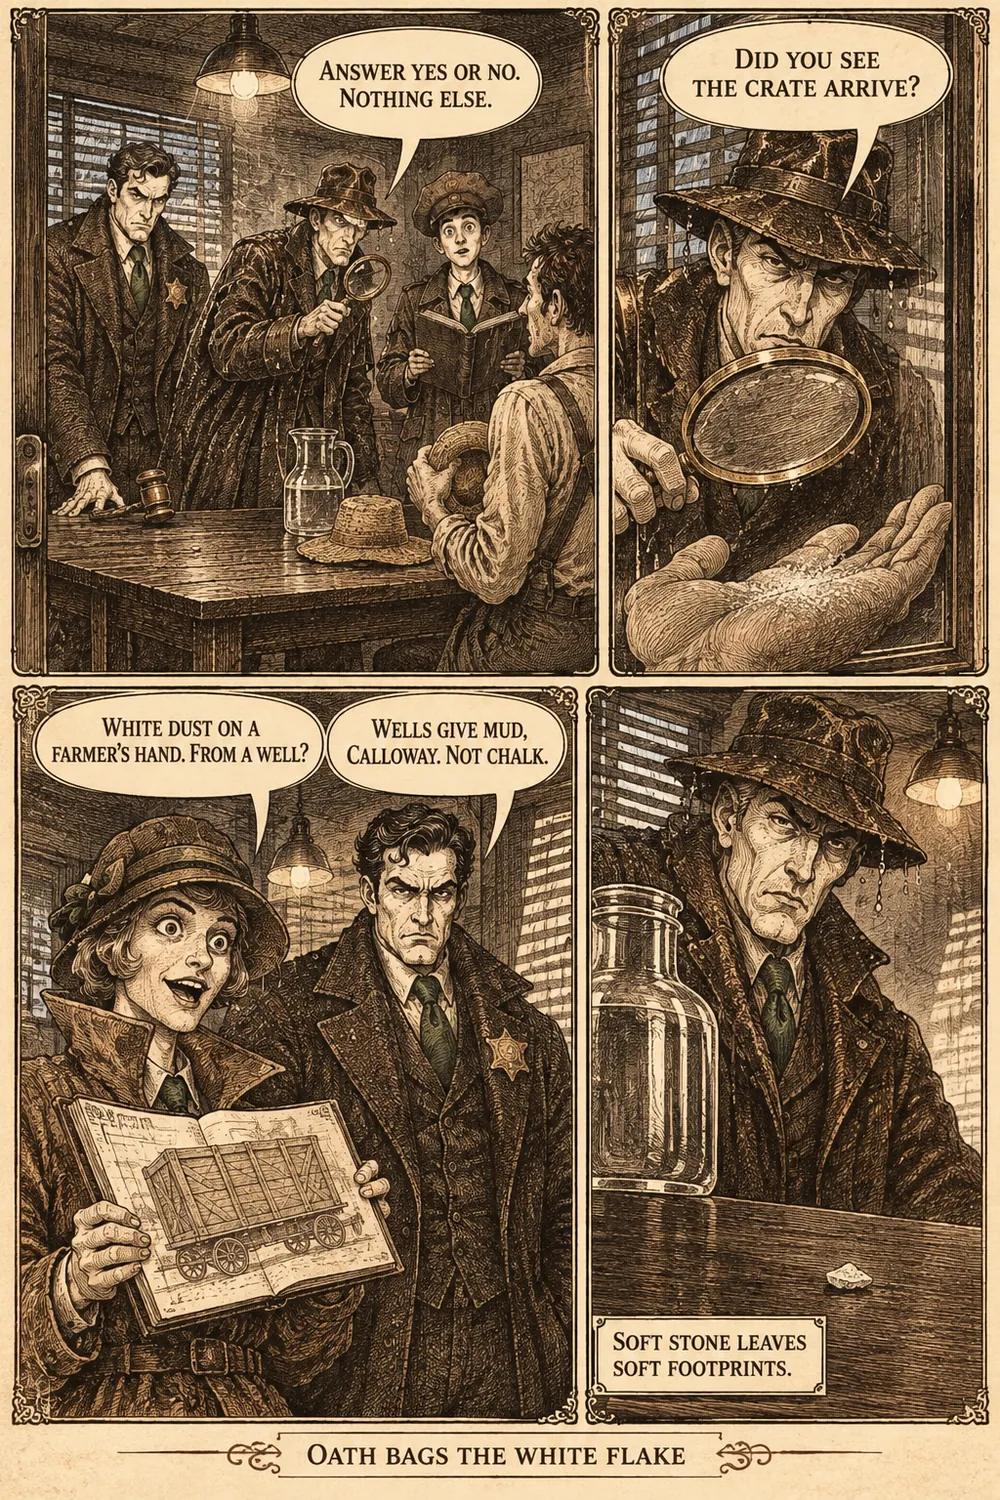 ANSWER YES OR NO.
NOTHING ELSE.
DID YOU SEE
THE CRATE ARRIVE?
WHITE DUST ON A
FARMER'S HAND. FROM A WELL?
WELLS GIVE MUD,
CALLOWAY. NOT CHALK.
SOFT STONE LEAVES
SOFT FOOTPRINTS.
OATH BAGS THE WHITE FLAKE